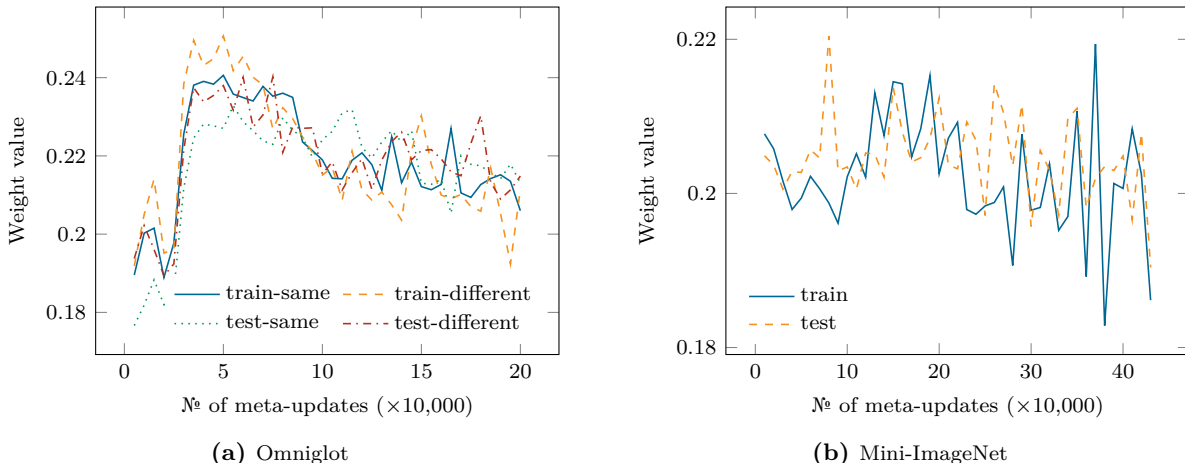 0.24
0.22
0.2
0.18
Weight value
train-same
train-different
test-same
test-different
0 5 10 15 20
№ of meta-updates (×10,000)
(a) Omniglot
0.22
0.2
0.18
Weight value
train
test
0 10 20 30 40
№ of meta-updates (×10,000)
(b) Mini-ImageNet